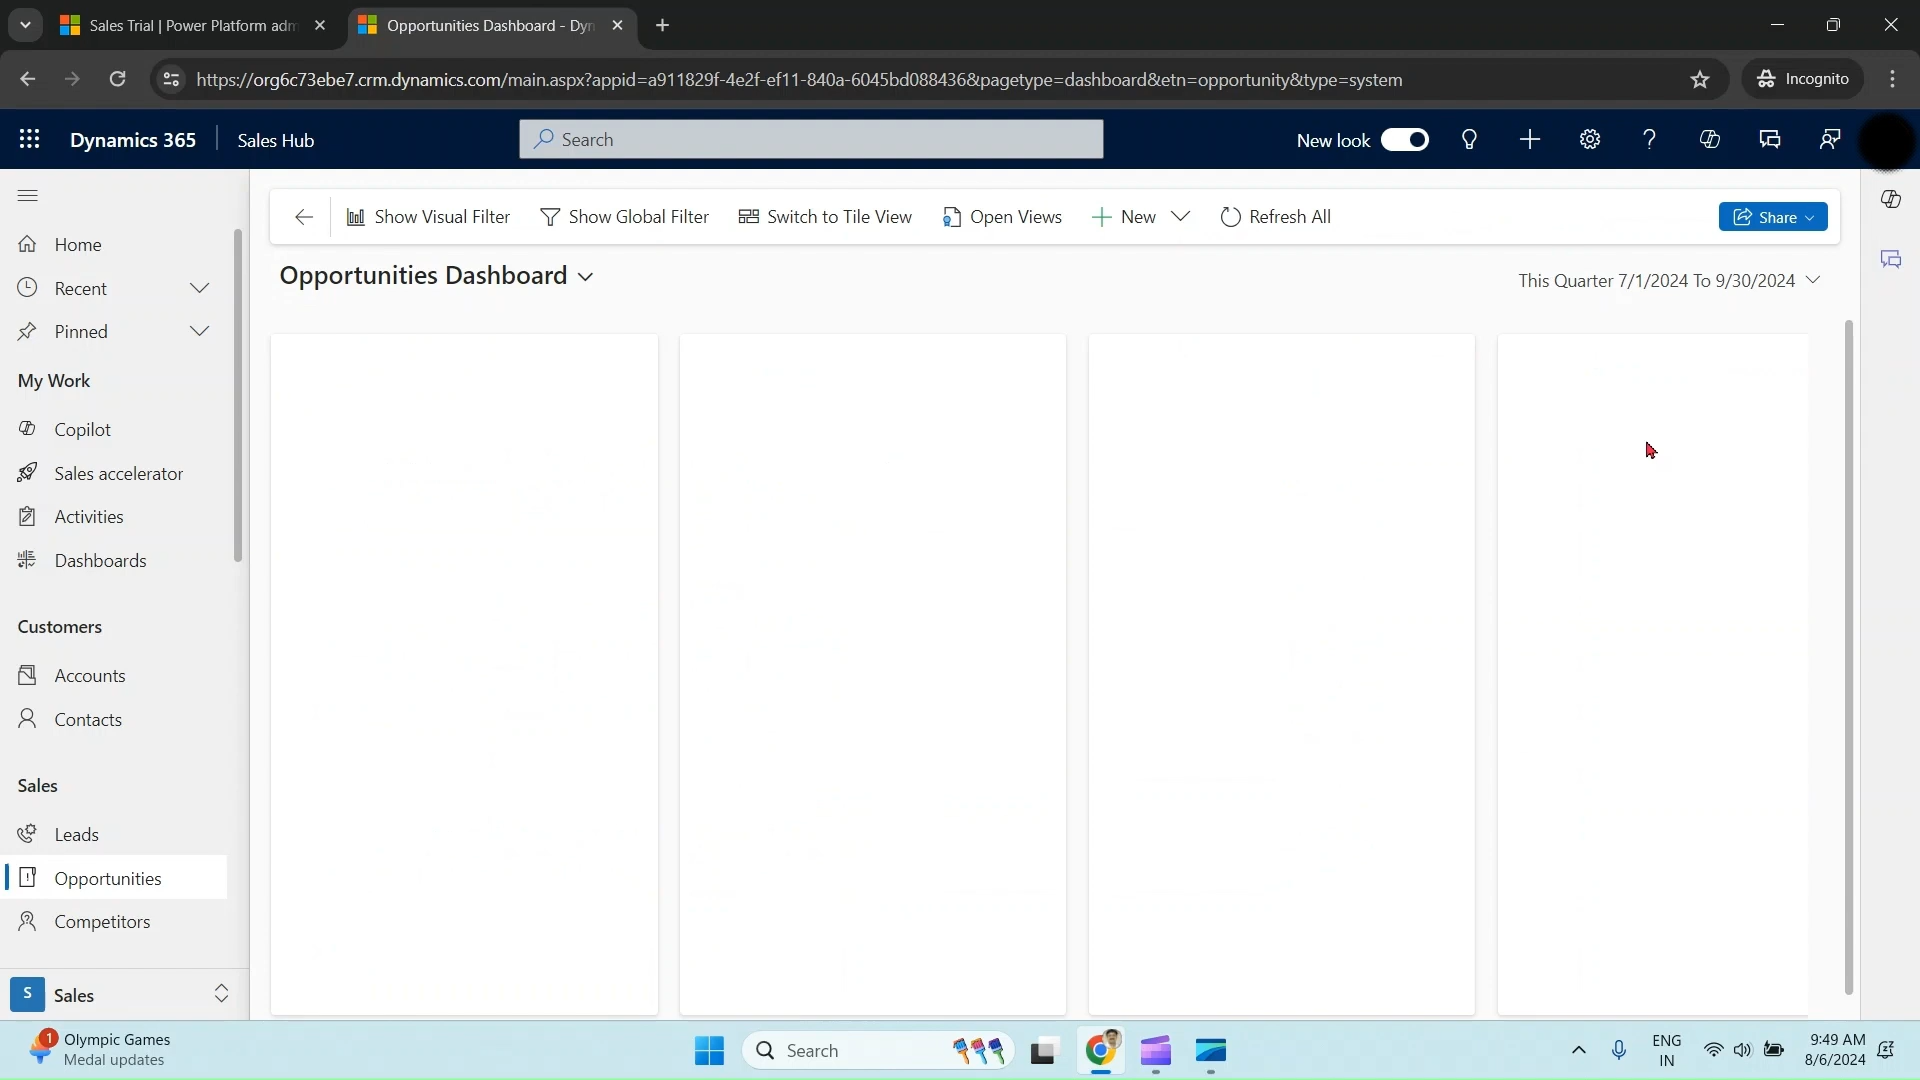 Sales Trial | Power Platform adm
Opportunities Dashboard - Dyn
https://org6c73ebe7.crm.dynamics.com/main.aspx?appid=a911829f-4e2f-ef11-840a-6045bd088436&pagetype=dashboard&etn=opportunity&type=system
Incognito
Dynamics 365
Sales Hub
Search
New look
Show Visual Filter
Show Global Filter
Switch to Tile View
Open Views
New
Refresh All
Share
Home
Recent
Pinned
My Work
Copilot
Sales accelerator
Activities
Dashboards
Customers
Accounts
Contacts
Sales
Leads
Opportunities
Competitors
S
Sales
Opportunities Dashboard
This Quarter 7/1/2024 To 9/30/2024
1
Olympic Games
Medal updates
Search
ENG
IN
9:49 AM
8/6/2024